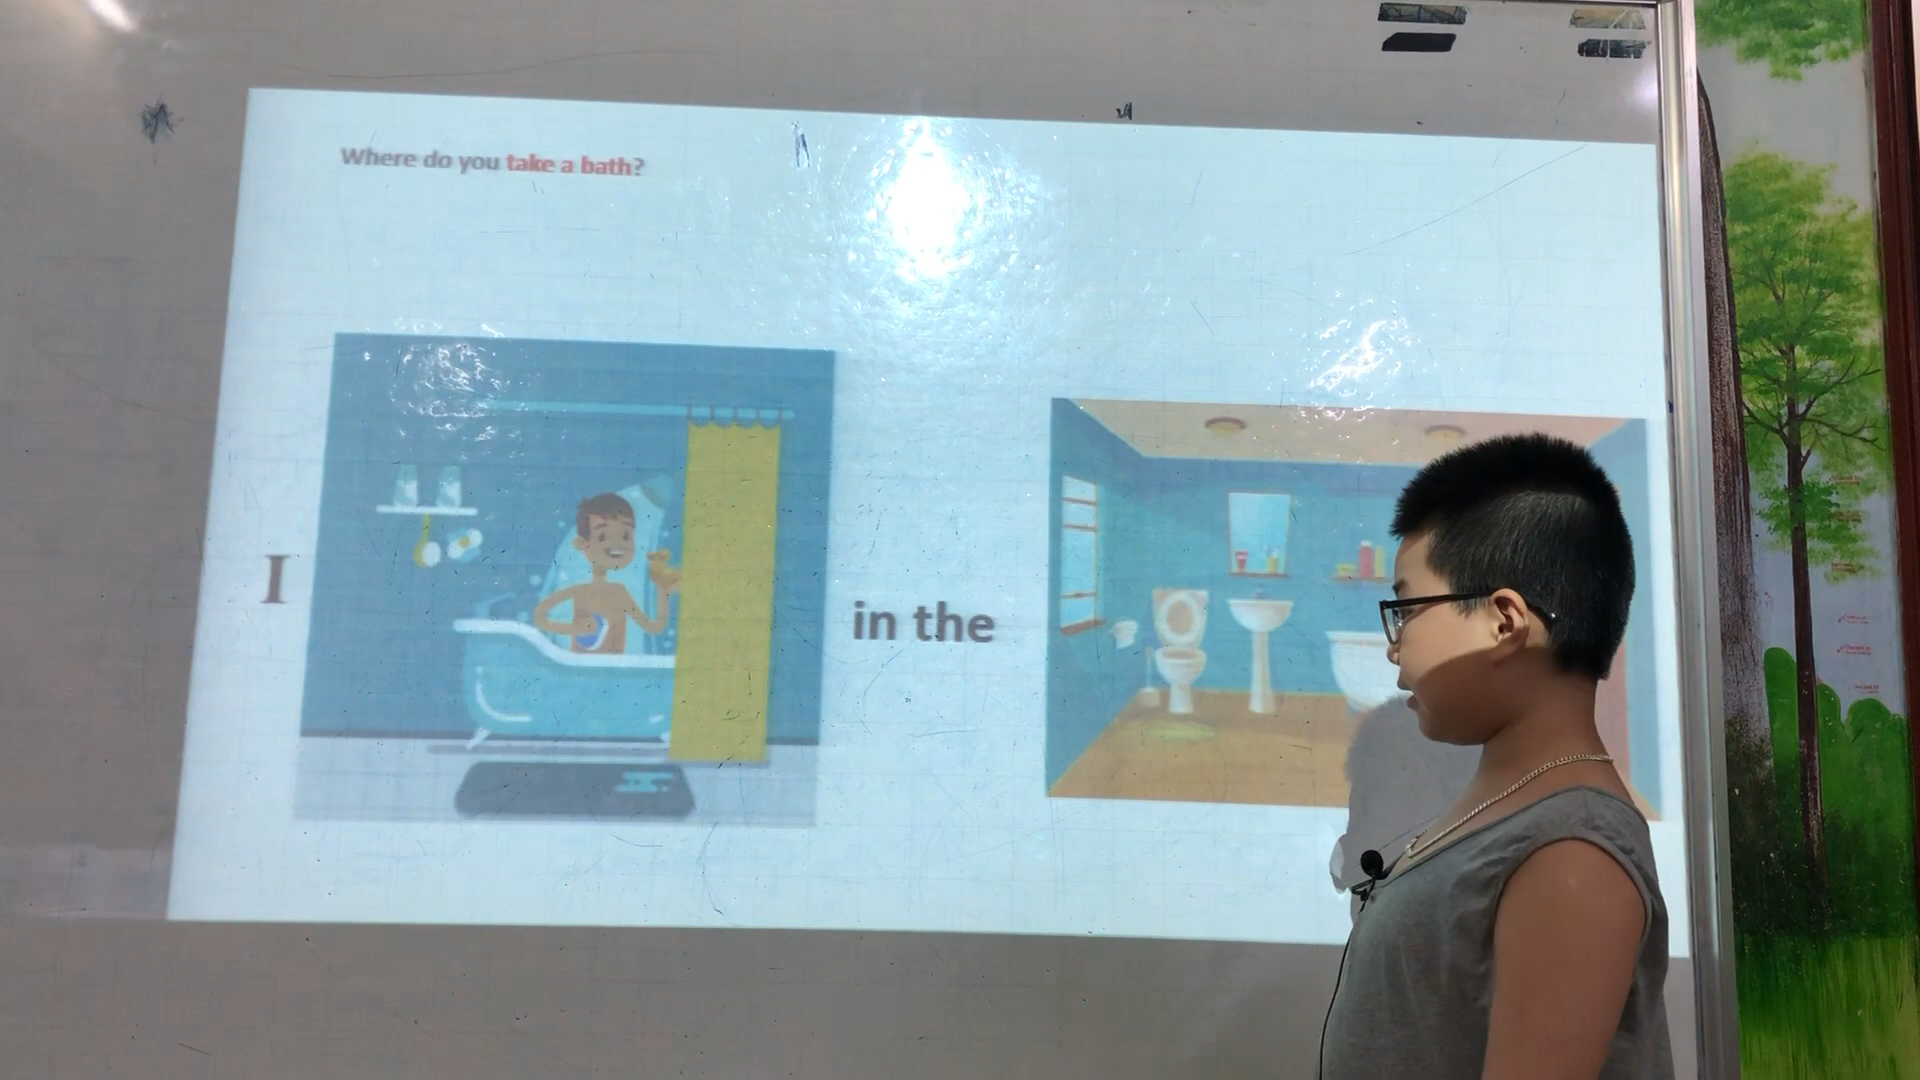 Where do you take a bath?
I
in the